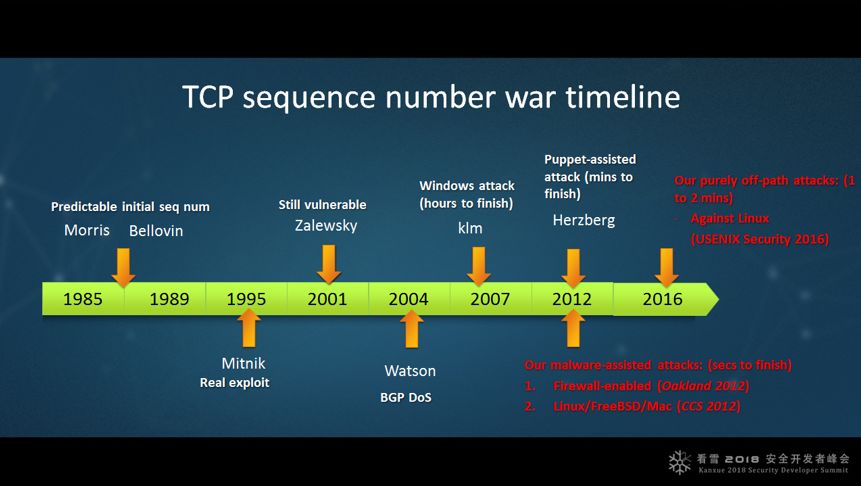 TCP sequence number war timeline
Predictable initial seq num
Morris Bellovin
Still vulnerable
Zalewsky
Windows attack
(hours to finish)
klm
Puppet-assisted
attack (mins to
finish)
Herzberg
Our purely off-path attacks: (1
to 2 mins)
- Against Linux
(USENIX Security 2016)
1985 1989 1995 2001 2004 2007 2012 2016
Mitnik
Real exploit
Watson
BGP DoS
Our malware-assisted attacks: (secs to finish)
1. Firewall-enabled (Oakland 2012)
2. Linux/FreeBSD/Mac (CCS 2012)
看雪 2018 安全开发者峰会
Kanxue 2018 Security Developer Summit